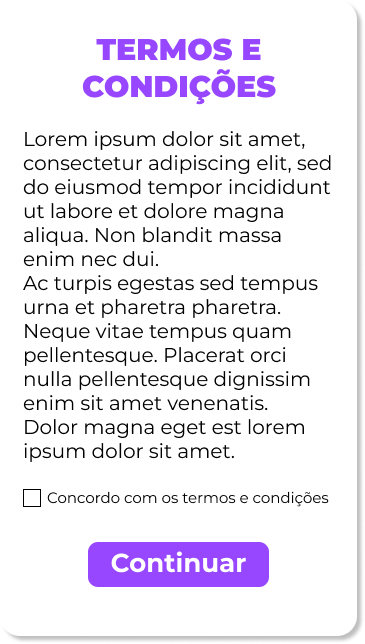 TERMOS E
CONDIÇÕES
Lorem ipsum dolor sit amet,
consectetur adipiscing elit, sed
do eiusmod tempor incididunt
ut labore et dolore magna
aliqua. Non blandit massa
enim nec dui.
Ac turpis egestas sed tempus
urna et pharetra pharetra.
Neque vitae tempus quam
pellentesque. Placerat orci
nulla pellentesque dignissim
enim sit amet venenatis.
Dolor magna eget est lorem
ipsum dolor sit amet.
Concordo com os termos e condições
Continuar